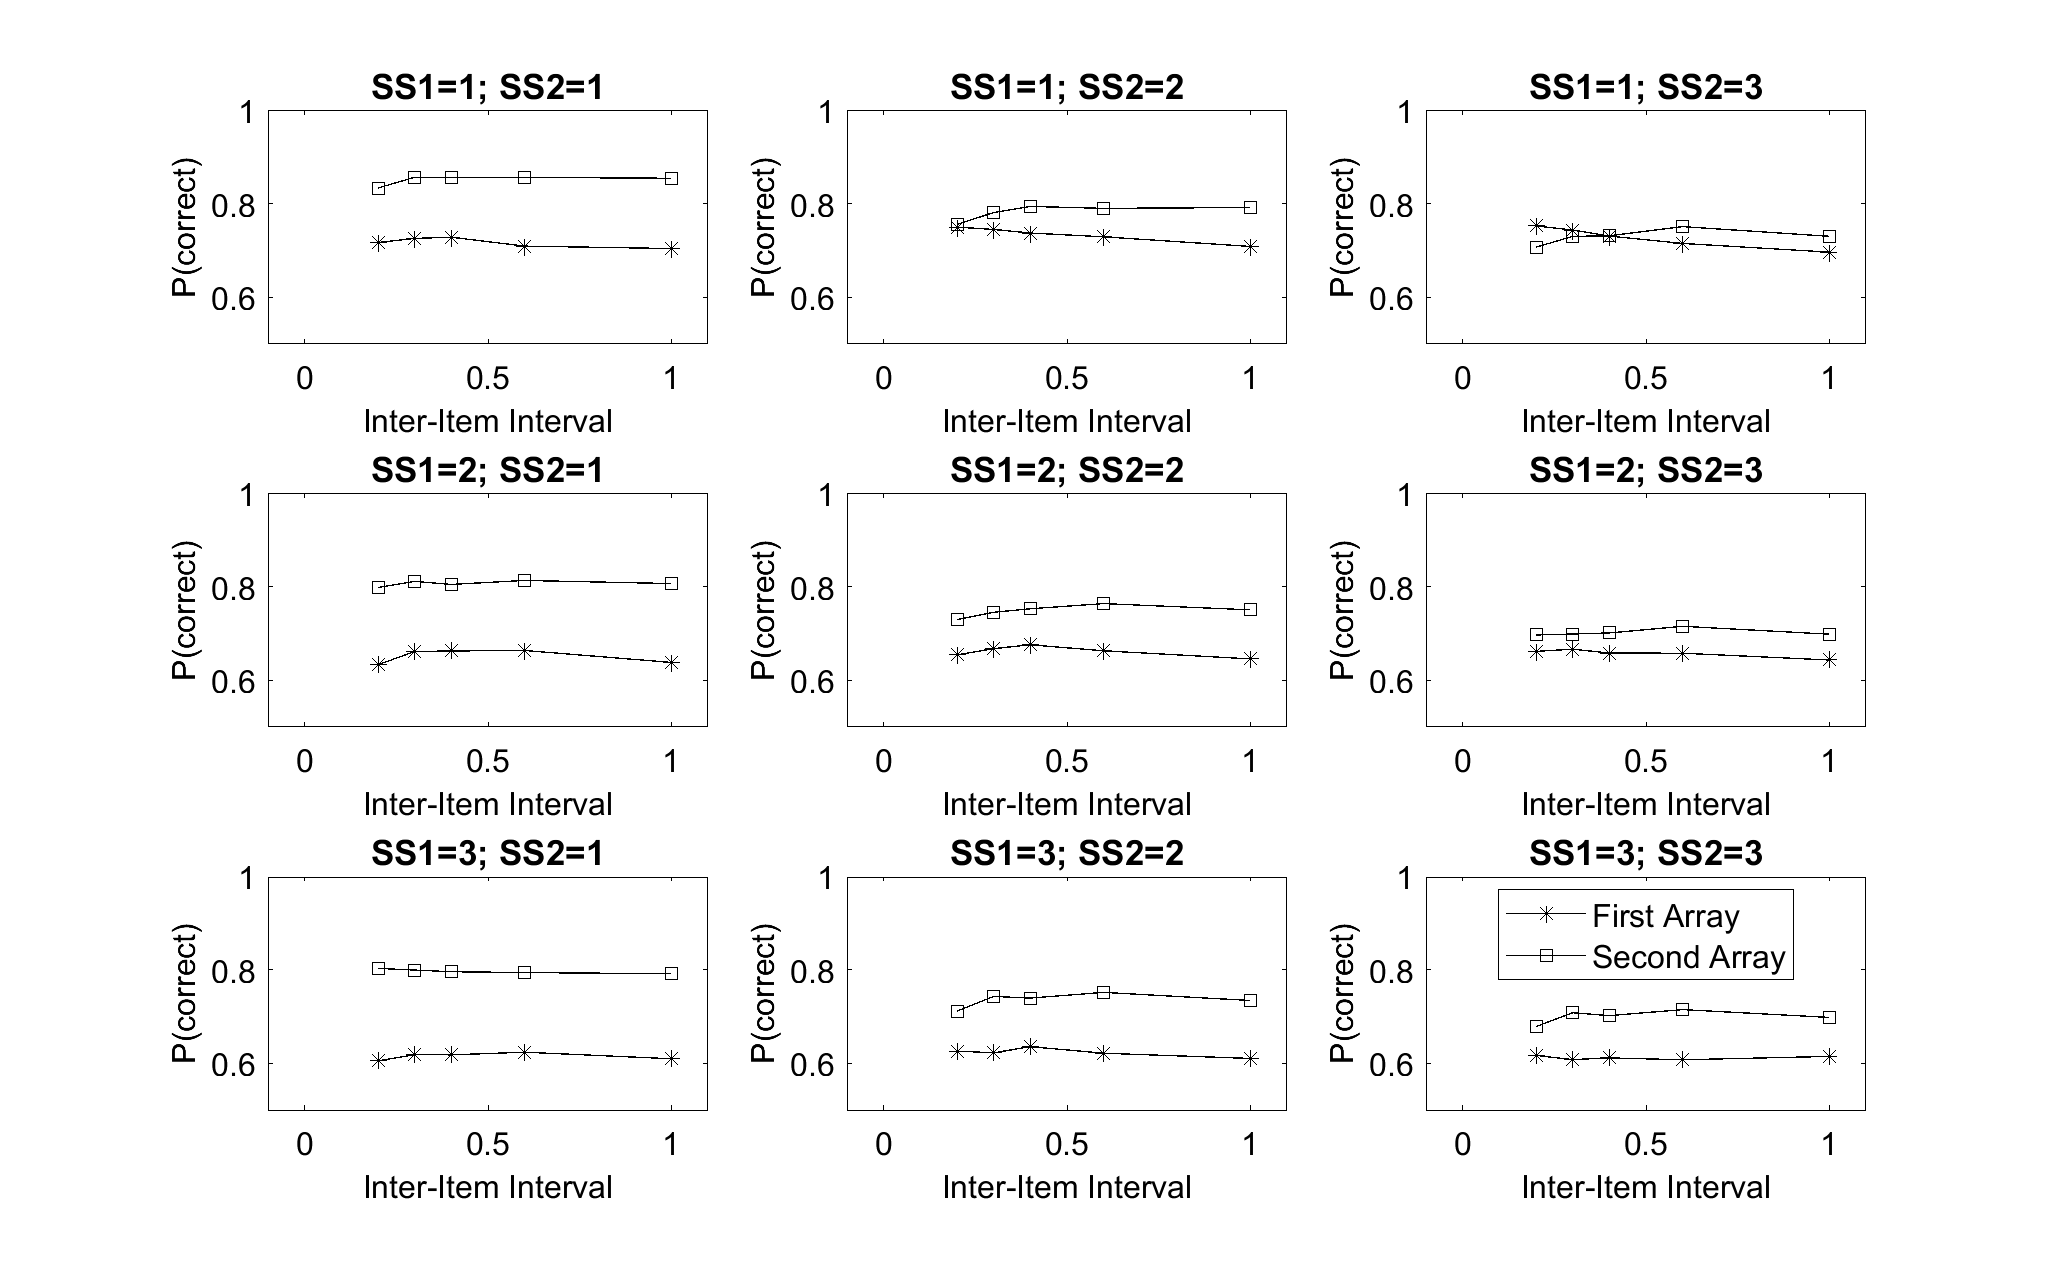 SS1=1; SS2=1
1
0.8
0.6
P(correct)
0
0.5
1
Inter-Item Interval
SS1=1; SS2=2
1
0.8
0.6
P(correct)
0
0.5
1
Inter-Item Interval
SS1=1; SS2=3
1
0.8
0.6
P(correct)
0
0.5
1
Inter-Item Interval
SS1=2; SS2=1
1
0.8
0.6
P(correct)
0
0.5
1
Inter-Item Interval
SS1=2; SS2=2
1
0.8
0.6
P(correct)
0
0.5
1
Inter-Item Interval
SS1=2; SS2=3
1
0.8
0.6
P(correct)
0
0.5
1
Inter-Item Interval
SS1=3; SS2=1
1
0.8
0.6
P(correct)
0
0.5
1
Inter-Item Interval
SS1=3; SS2=2
1
0.8
0.6
P(correct)
0
0.5
1
Inter-Item Interval
SS1=3; SS2=3
1
0.8
0.6
P(correct)
First Array
Second Array
0
0.5
1
Inter-Item Interval